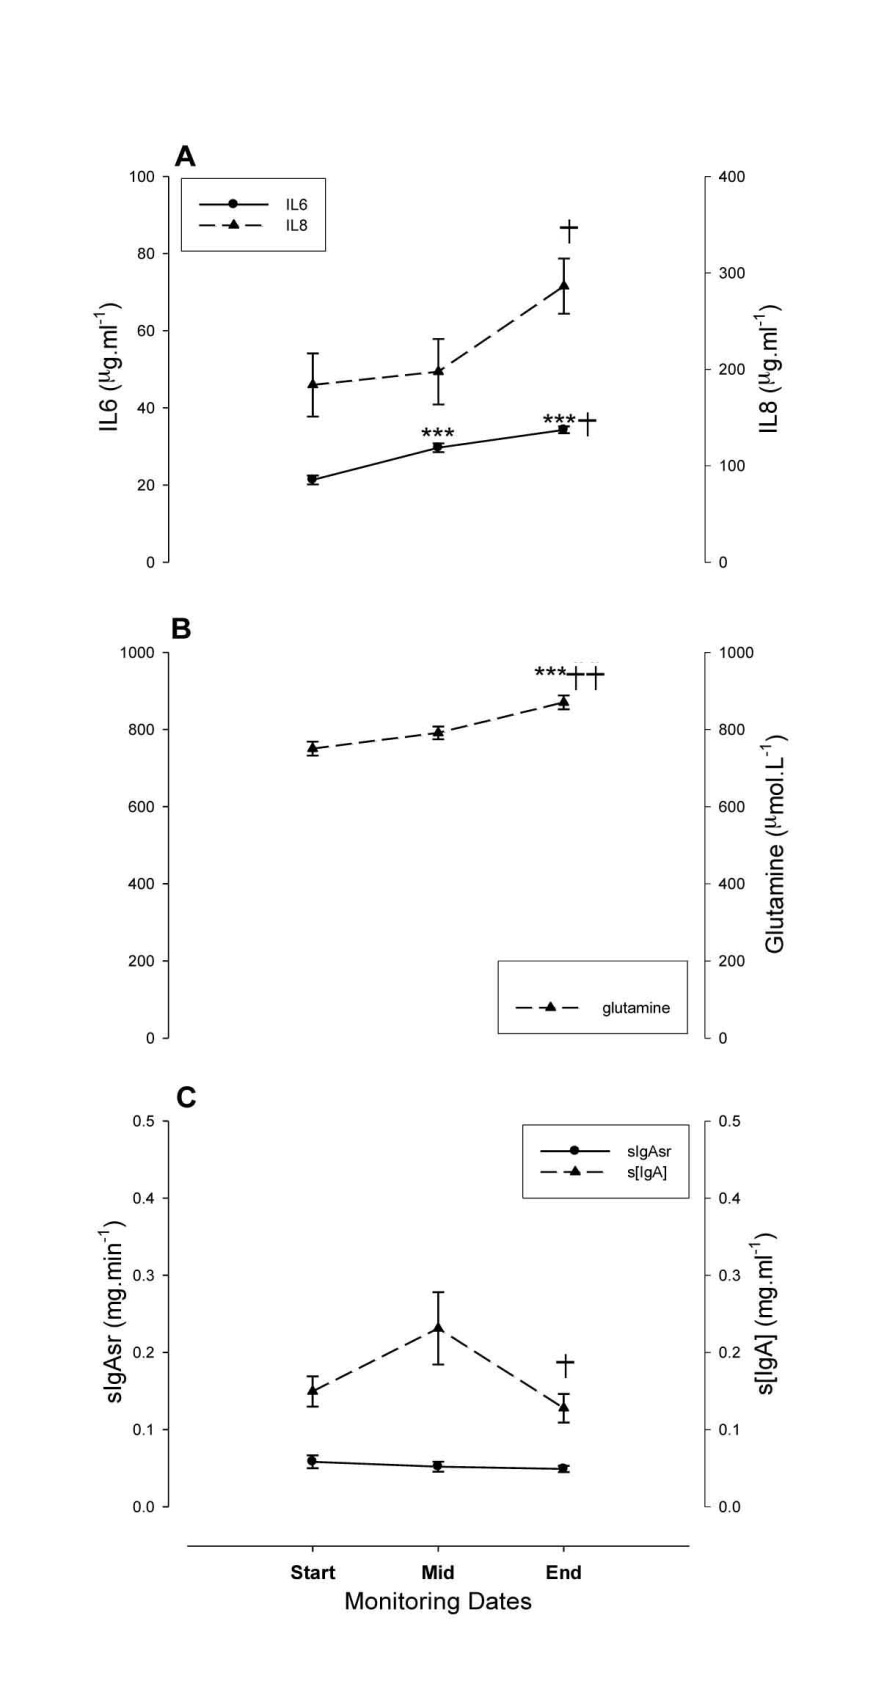 A
100
80
60
40
20
0
IL6 (μg.ml⁻¹)
IL6
IL8
†
***
***†
400
300
200
100
0
IL8 (μg.ml⁻¹)
B
1000
800
600
400
200
0
***††
glutamine
1000
800
600
400
200
0
Glutamine (μmol.L⁻¹)
C
0.5
0.4
0.3
0.2
0.1
0.0
sIgAsr (mg.min⁻¹)
sIgAsr
s[IgA]
†
0.5
0.4
0.3
0.2
0.1
0.0
s[IgA] (mg.ml⁻¹)
Start Mid End
Monitoring Dates